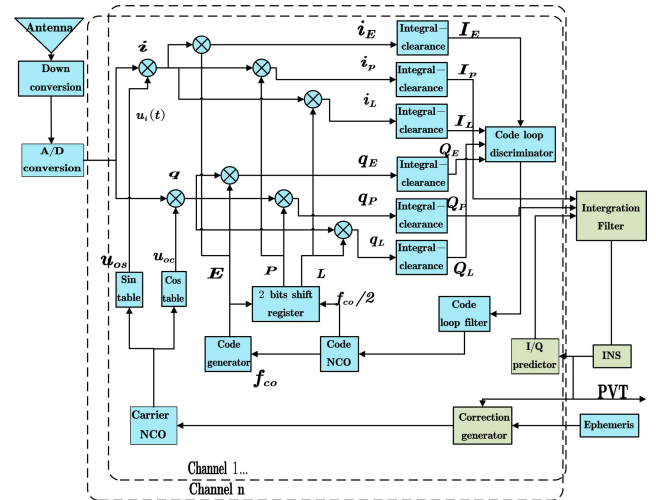 Antenna
Down
conversion
A/D
conversion
i
u_i(t)
q
u_os
u_oc
Sin
table
Cos
table
Carrier
NCO
i_E
i_p
i_L
q_E
q_P
q_L
Integral—
clearance
Integral—
clearance
Integral—
clearance
Integral—
clearance
Integral—
clearance
Integral—
clearance
I_E
I_p
I_L
Q_E
Q_P
Q_L
Code loop
discriminator
E
P
L
2 bits shift
register
f_co/2
Code
generator
f_co
Code
NCO
Code
loop filter
Intergration
Filter
I/Q
predictor
INS
PVT
Correction
generator
Ephemeris
Channel 1...
Channel n